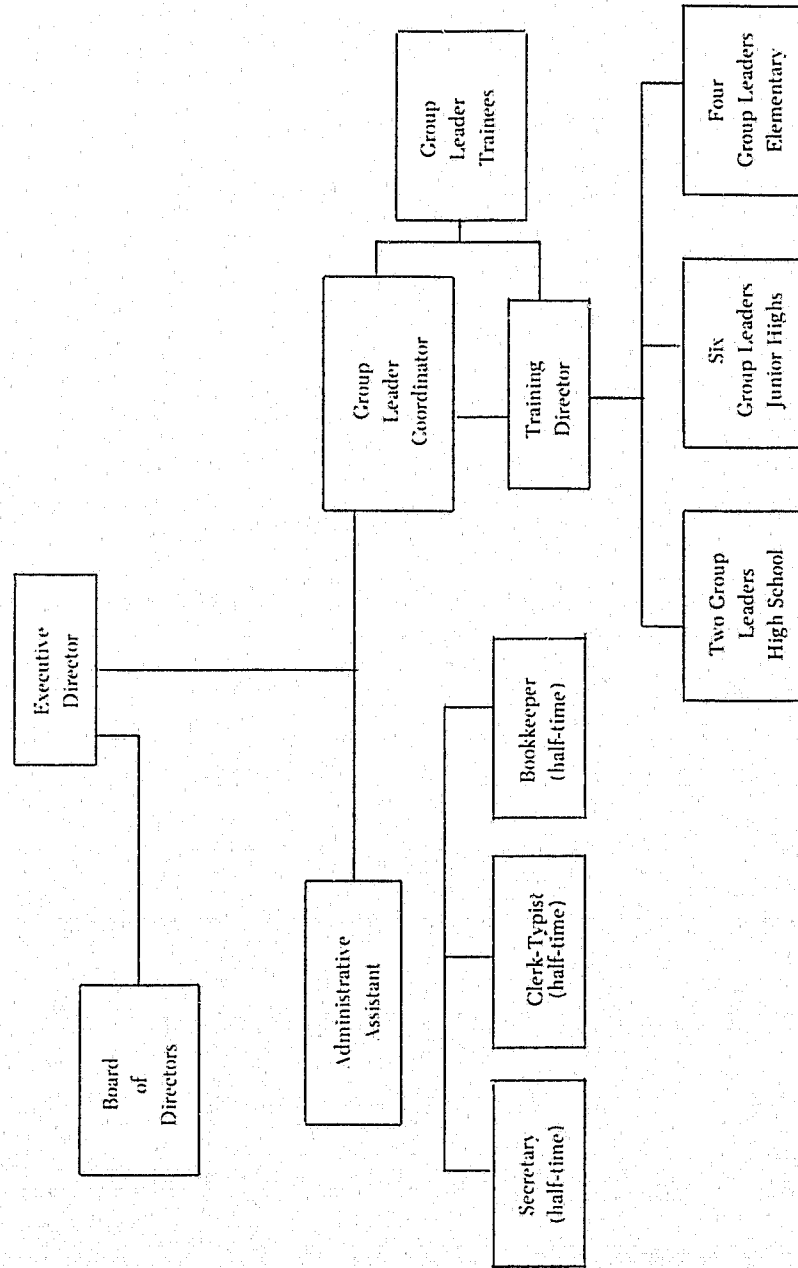 Executive
Director
Board
of
Directors
Administrative
Assistant
Group
Leader
Coordinator
Group
Leader
Trainees
Training
Director
Secretary
(half-time)
Clerk-Typist
(half-time)
Bookkeeper
(half-time)
Two Group
Leaders
High School
Six
Group Leaders
Junior Highs
Four
Group Leaders
Elementary